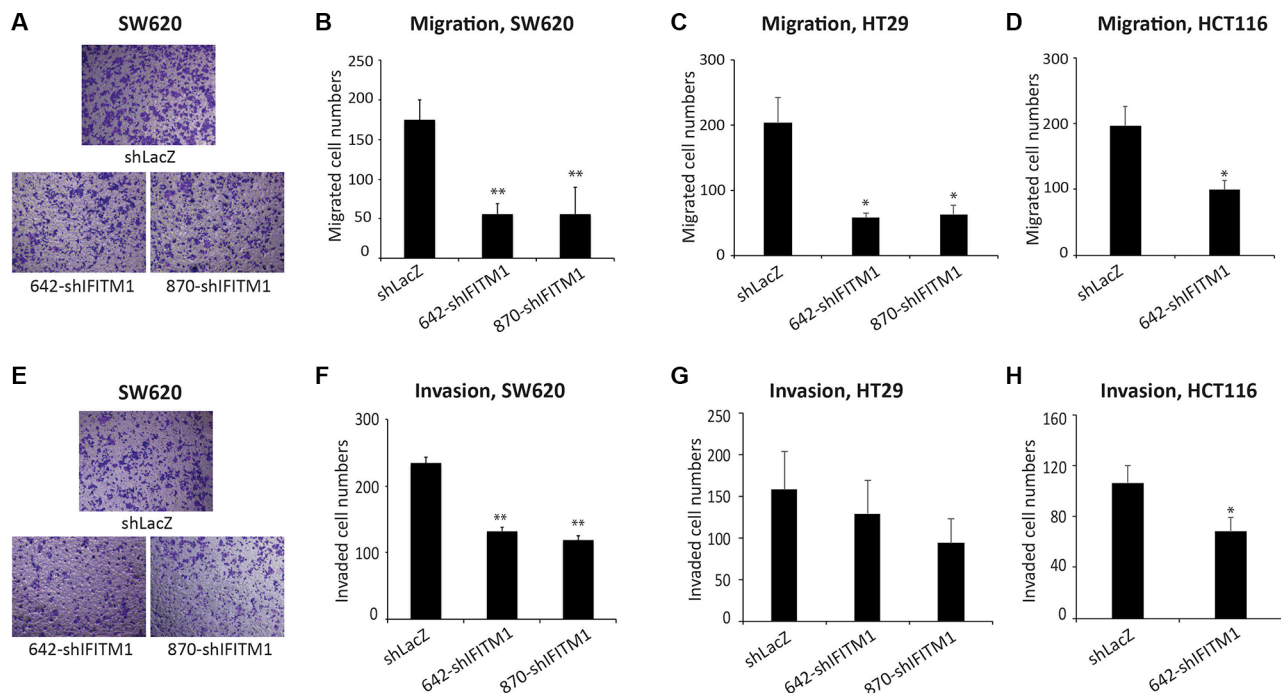 A
SW620
shLacZ
642-shIFITM1
870-shIFITM1
B
Migration, SW620
Migrated cell numbers
250
200
150
100
50
0
**
**
shLacZ
642-shIFITM1
870-shIFITM1
C
Migration, HT29
Migrated cell numbers
300
200
100
0
*
*
shLacZ
642-shIFITM1
870-shIFITM1
D
Migration, HCT116
Migrated cell numbers
300
200
100
0
*
shLacZ
642-shIFITM1
E
SW620
shLacZ
642-shIFITM1
870-shIFITM1
F
Invasion, SW620
Invaded cell numbers
300
200
100
0
**
**
shLacZ
642-shIFITM1
870-shIFITM1
G
Invasion, HT29
Invaded cell numbers
250
200
150
100
50
0
shLacZ
642-shIFITM1
870-shIFITM1
H
Invasion, HCT116
Invaded cell numbers
160
120
80
40
0
*
shLacZ
642-shIFITM1